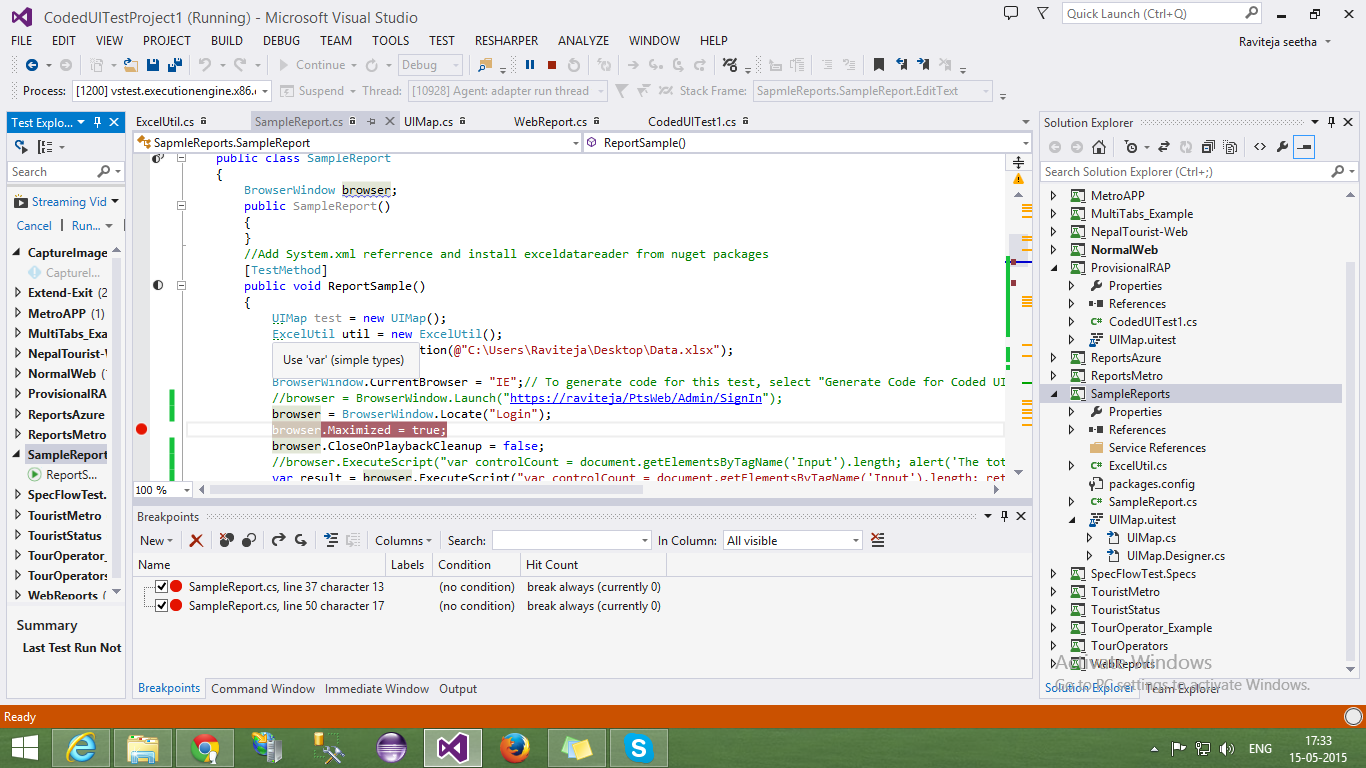 CodedUITestProject1 (Running) - Microsoft Visual Studio
Quick Launch (Ctrl+Q)
FILE EDIT VIEW PROJECT BUILD DEBUG TEAM TOOLS TEST RESHARPER ANALYZE WINDOW HELP
Raviteja seetha
Continue Debug
Process: [1200] vstest.executionengine.x86. Suspend Thread: [10928] Agent: adapter run thread Stack Frame: SapmleReports.SampleReport.EditText
Test Explo...
Search
Streaming Vid
Cancel Run...
CaptureImage
CaptureI...
Extend-Exit (2
MetroAPP (1)
MultiTabs_Exa
NepalTourist-
NormalWeb (
ProvisionalRA
ReportsAzure
ReportsMetro
SampleReport
ReportS...
SpecFlowTest.
TouristMetro
TouristStatus
TourOperator_
TourOperators
WebReports (
Summary
Last Test Run Not
ExcelUtil.cs SampleReport.cs UIMap.cs WebReport.cs CodedUITest1.cs
SapmleReports.SampleReport ReportSample()
public class SampleReport
{
BrowserWindow browser;
public SampleReport()
{
}
//Add System.xml referrence and install exceldatareader from nuget packages
[TestMethod]
public void ReportSample()
{
UIMap test = new UIMap();
ExcelUtil util = new ExcelUtil();
Use 'var' (simple types)
tion(@"C:\Users\Raviteja\Desktop\Data.xlsx");
BrowserWindow.CurrentBrowser = "IE";// To generate code for this test, select "Generate Code for Coded UI
//browser = BrowserWindow.Launch("https://raviteja/PtsWeb/Admin/SignIn");
browser = BrowserWindow.Locate("Login");
browser.Maximized = true;
browser.CloseOnPlaybackCleanup = false;
//browser.ExecuteScript("var controlCount = document.getElementsByTagName('Input').length; alert('The tot
var result = browser.ExecuteScript("var controlCount = document.getElementsByTagName('Input').length; ret
100 %
Breakpoints
New Columns Search: In Column: All visible
Name Labels Condition Hit Count
SampleReport.cs, line 37 character 13 (no condition) break always (currently 0)
SampleReport.cs, line 50 character 17 (no condition) break always (currently 0)
Breakpoints Command Window Immediate Window Output
Solution Explorer
Search Solution Explorer (Ctrl+;)
MetroAPP
MultiTabs_Example
NepalTourist-Web
NormalWeb
ProvisionalRAP
Properties
References
CodedUITest1.cs
UIMap.uitest
ReportsAzure
ReportsMetro
SampleReports
Properties
References
Service References
ExcelUtil.cs
packages.config
SampleReport.cs
UIMap.uitest
UIMap.cs
UIMap.Designer.cs
SpecFlowTest.Specs
TouristMetro
TouristStatus
TourOperator_Example
TourOperators
WebReports
Activate Windows
Go to PC settings to activate Windows.
Solution Explorer Team Explorer
Ready
ENG
17:33
15-05-2015